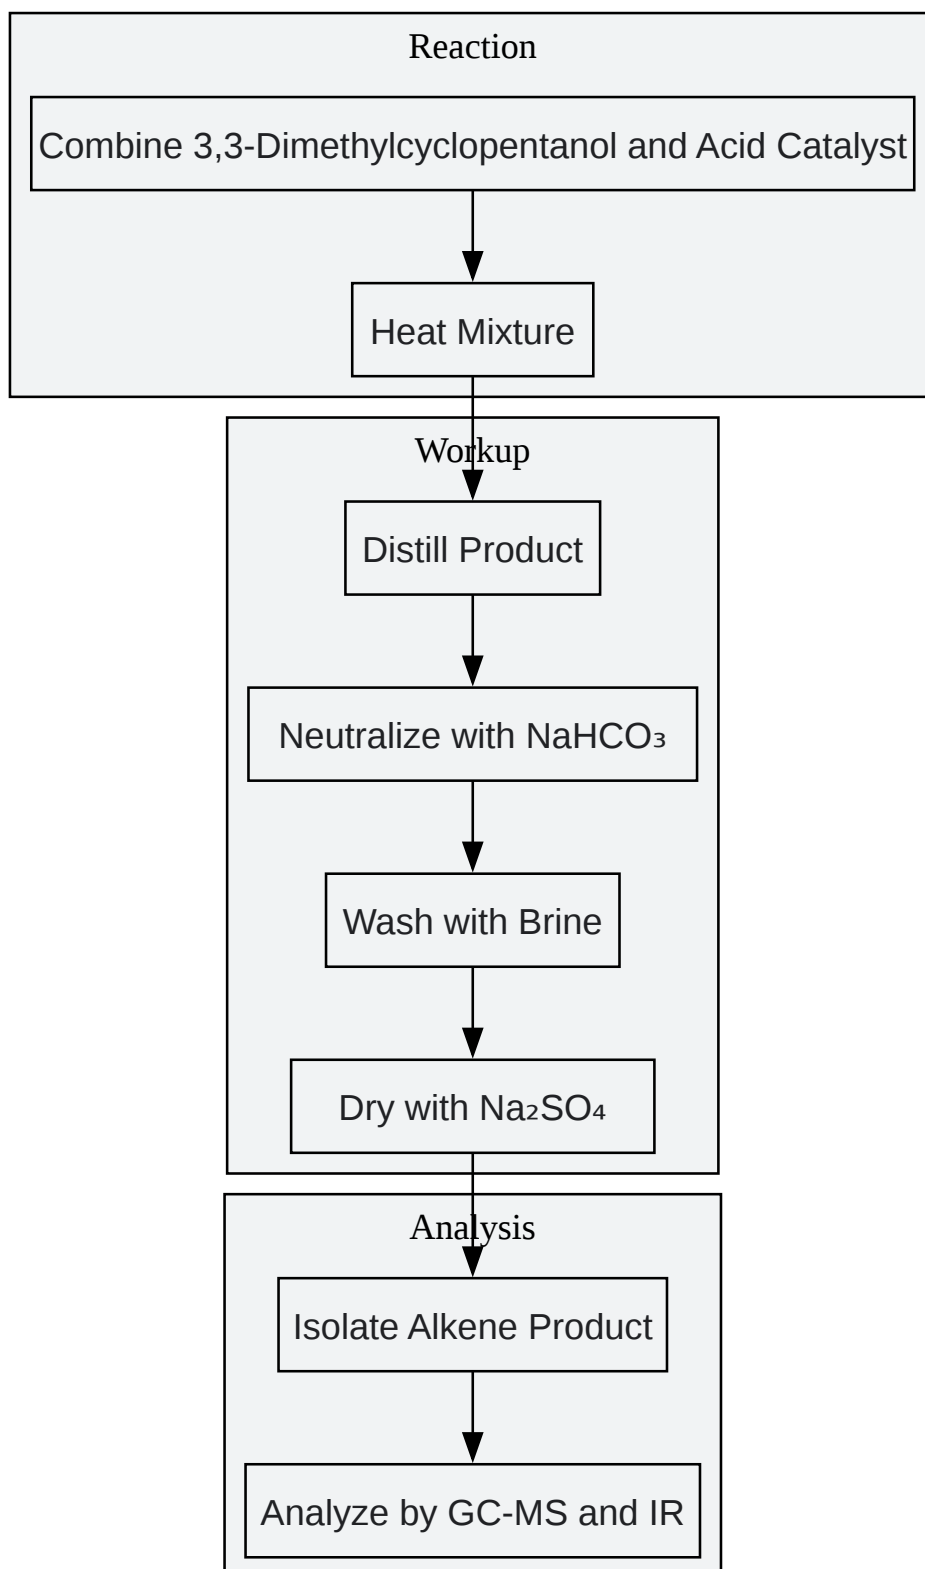 Reaction
Combine 3,3-Dimethylcyclopentanol and Acid Catalyst
Heat Mixture
Workup
Distill Product
Neutralize with NaHCO₃
Wash with Brine
Dry with Na₂SO₄
Analysis
Isolate Alkene Product
Analyze by GC-MS and IR